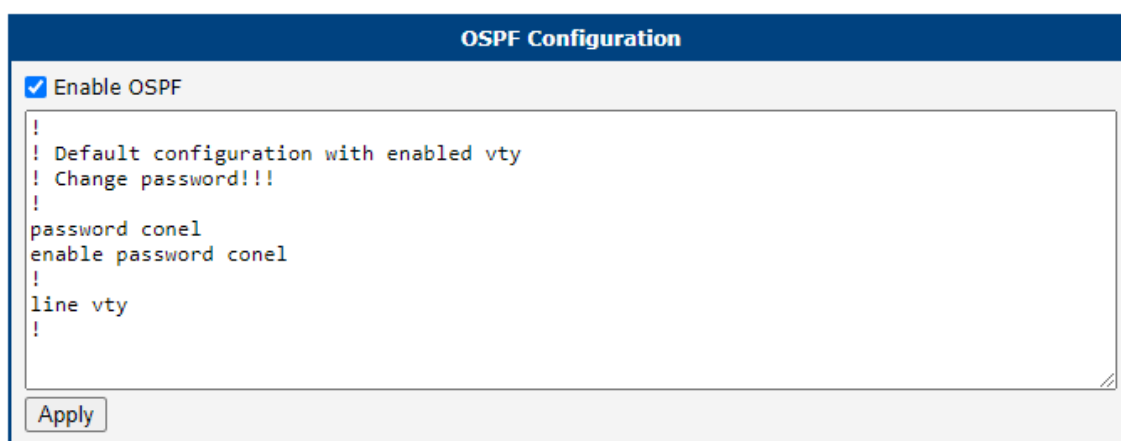 OSPF Configuration
Enable OSPF
!
! Default configuration with enabled vty
! Change password!!!
!
password conel
enable password conel
!
line vty
!
Apply